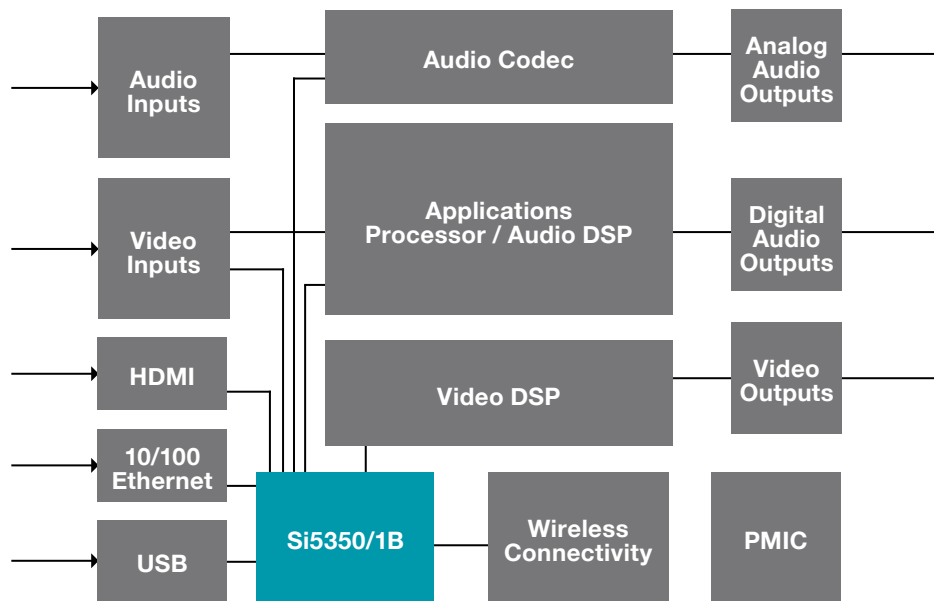 Audio
Inputs
Audio Codec
Analog
Audio
Outputs
Video
Inputs
Applications
Processor / Audio DSP
Digital
Audio
Outputs
HDMI
Video DSP
Video
Outputs
10/100
Ethernet
USB
Si5350/1B
Wireless
Connectivity
PMIC